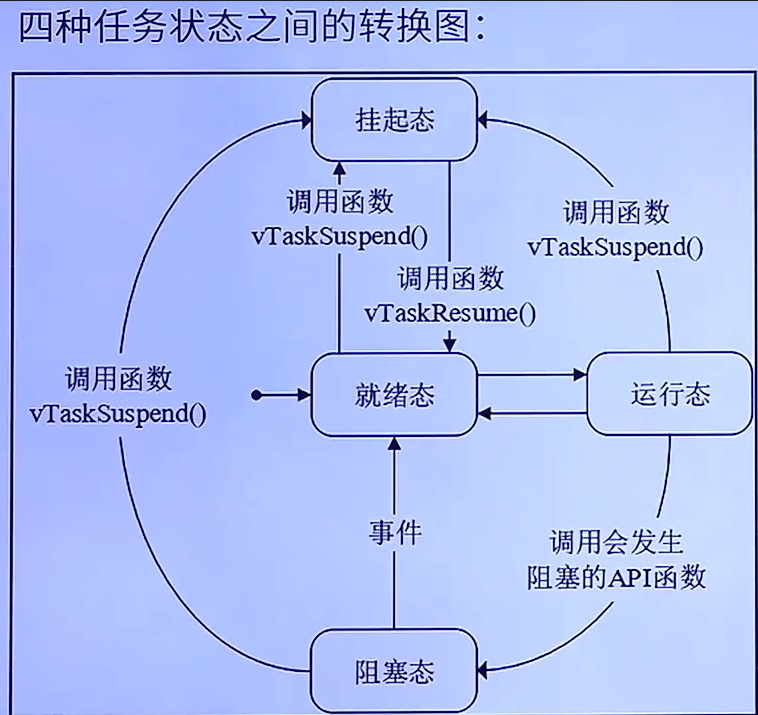 四种任务状态之间的转换图：
挂起态
调用函数
vTaskSuspend()
调用函数
vTaskSuspend()
调用函数
vTaskResume()
调用函数
vTaskSuspend()
就绪态
运行态
事件
调用会发生
阻塞的API函数
阻塞态